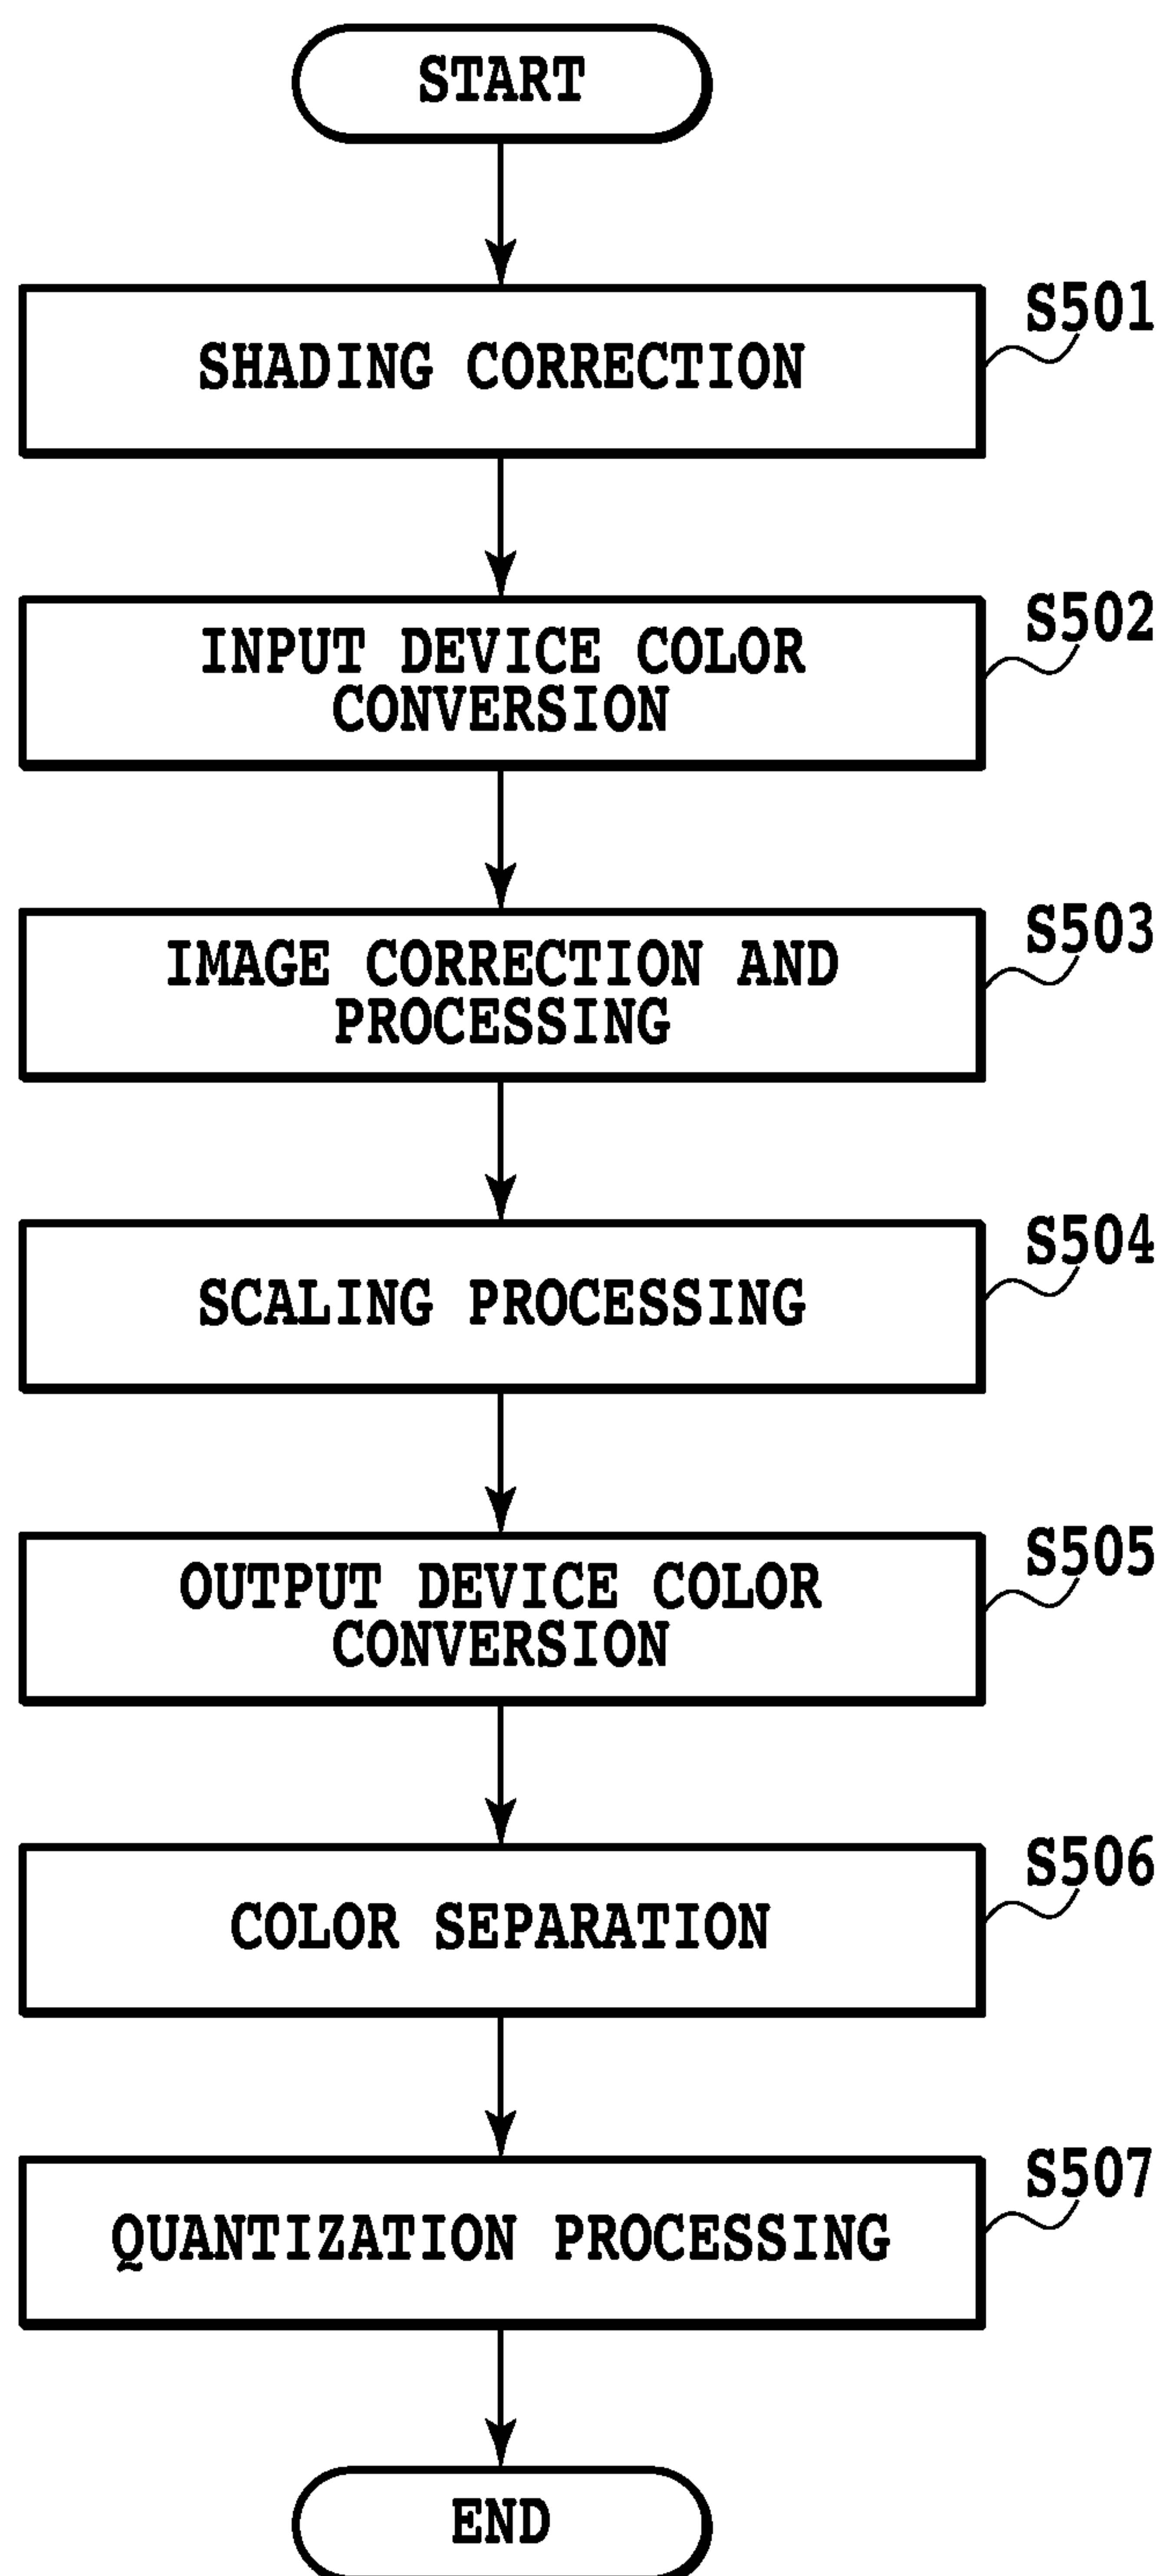 START
S501
SHADING CORRECTION
S502
INPUT DEVICE COLOR
CONVERSION
S503
IMAGE CORRECTION AND
PROCESSING
S504
SCALING PROCESSING
S505
OUTPUT DEVICE COLOR
CONVERSION
S506
COLOR SEPARATION
S507
QUANTIZATION PROCESSING
END